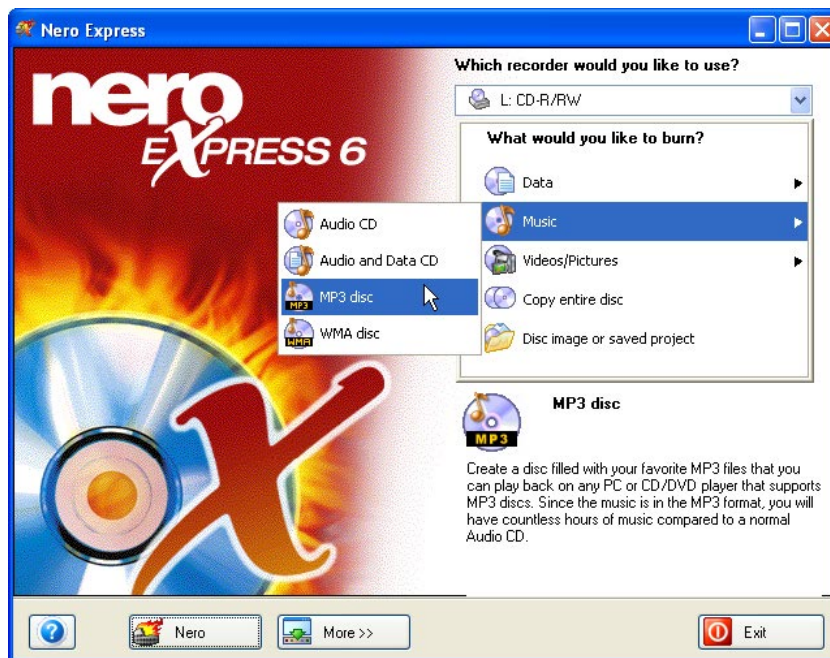 Nero Express
nero
EXPRESS 6
Which recorder would you like to use?
L: CD-R/RW
What would you like to burn?
Data
Music
Videos/Pictures
Copy entire disc
Disc image or saved project
Audio CD
Audio and Data CD
MP3 disc
MP3
WMA disc
WMA
MP3 disc
MP3
Create a disc filled with your favorite MP3 files that you
can play back on any PC or CD/DVD player that supports
MP3 discs. Since the music is in the MP3 format, you will
have countless hours of music compared to a normal
Audio CD.
X
?
Nero
More >>
Exit